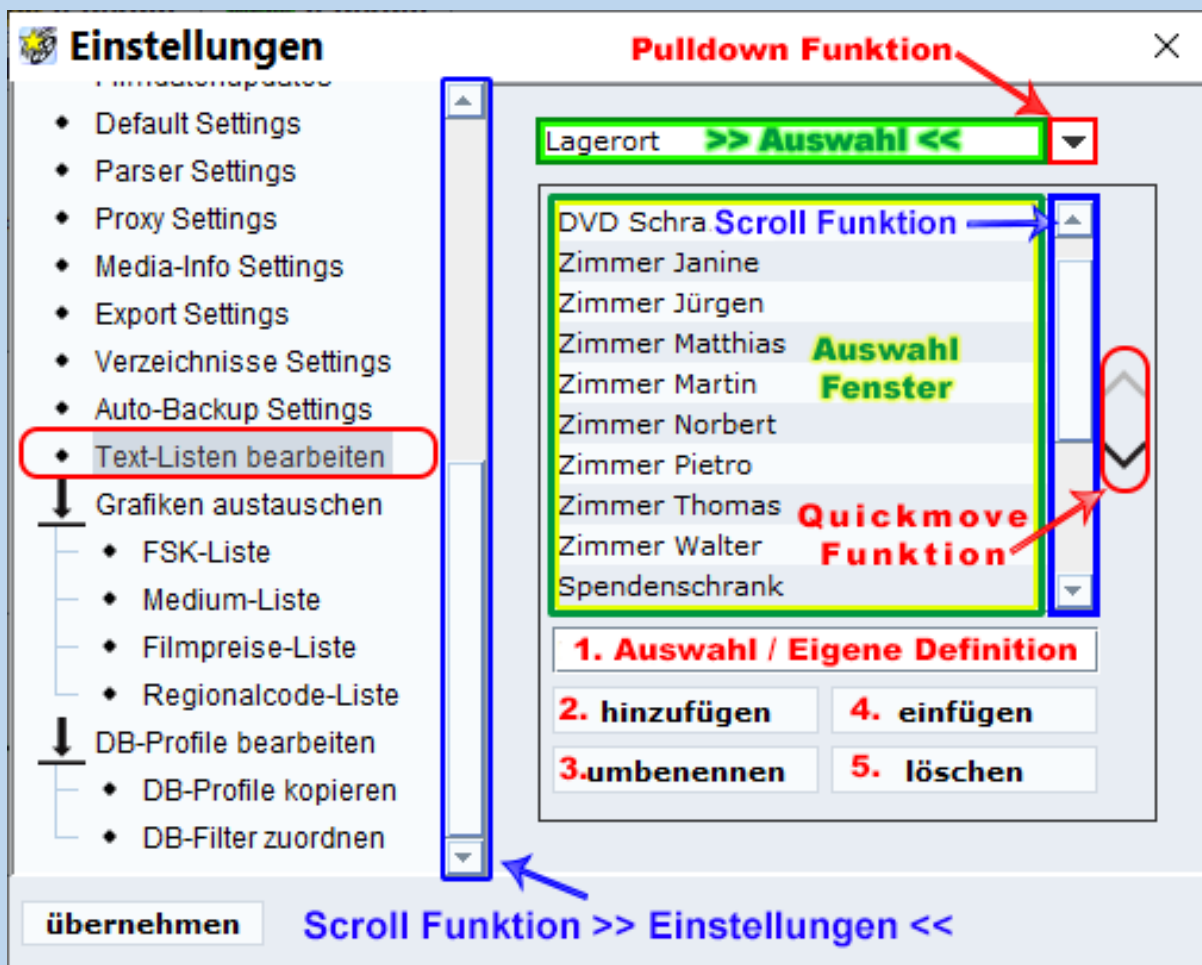 Einstellungen
Pulldown Funktion
Default Settings
Parser Settings
Proxy Settings
Media-Info Settings
Export Settings
Verzeichnisse Settings
Auto-Backup Settings
Text-Listen bearbeiten
Grafiken austauschen
FSK-Liste
Medium-Liste
Filmpreise-Liste
Regionalcode-Liste
DB-Profile bearbeiten
DB-Profile kopieren
DB-Filter zuordnen
Lagerort >> Auswahl <<
DVD Schra Scroll Funktion
Zimmer Janine
Zimmer Jürgen
Zimmer Matthias
Zimmer Martin
Zimmer Norbert
Zimmer Pietro
Zimmer Thomas
Zimmer Walter
Spendenschrank
Auswahl
Fenster
Quickmove
Funktion
1. Auswahl / Eigene Definition
2. hinzufügen
4. einfügen
3.umbenennen
5. löschen
übernehmen
Scroll Funktion >> Einstellungen <<